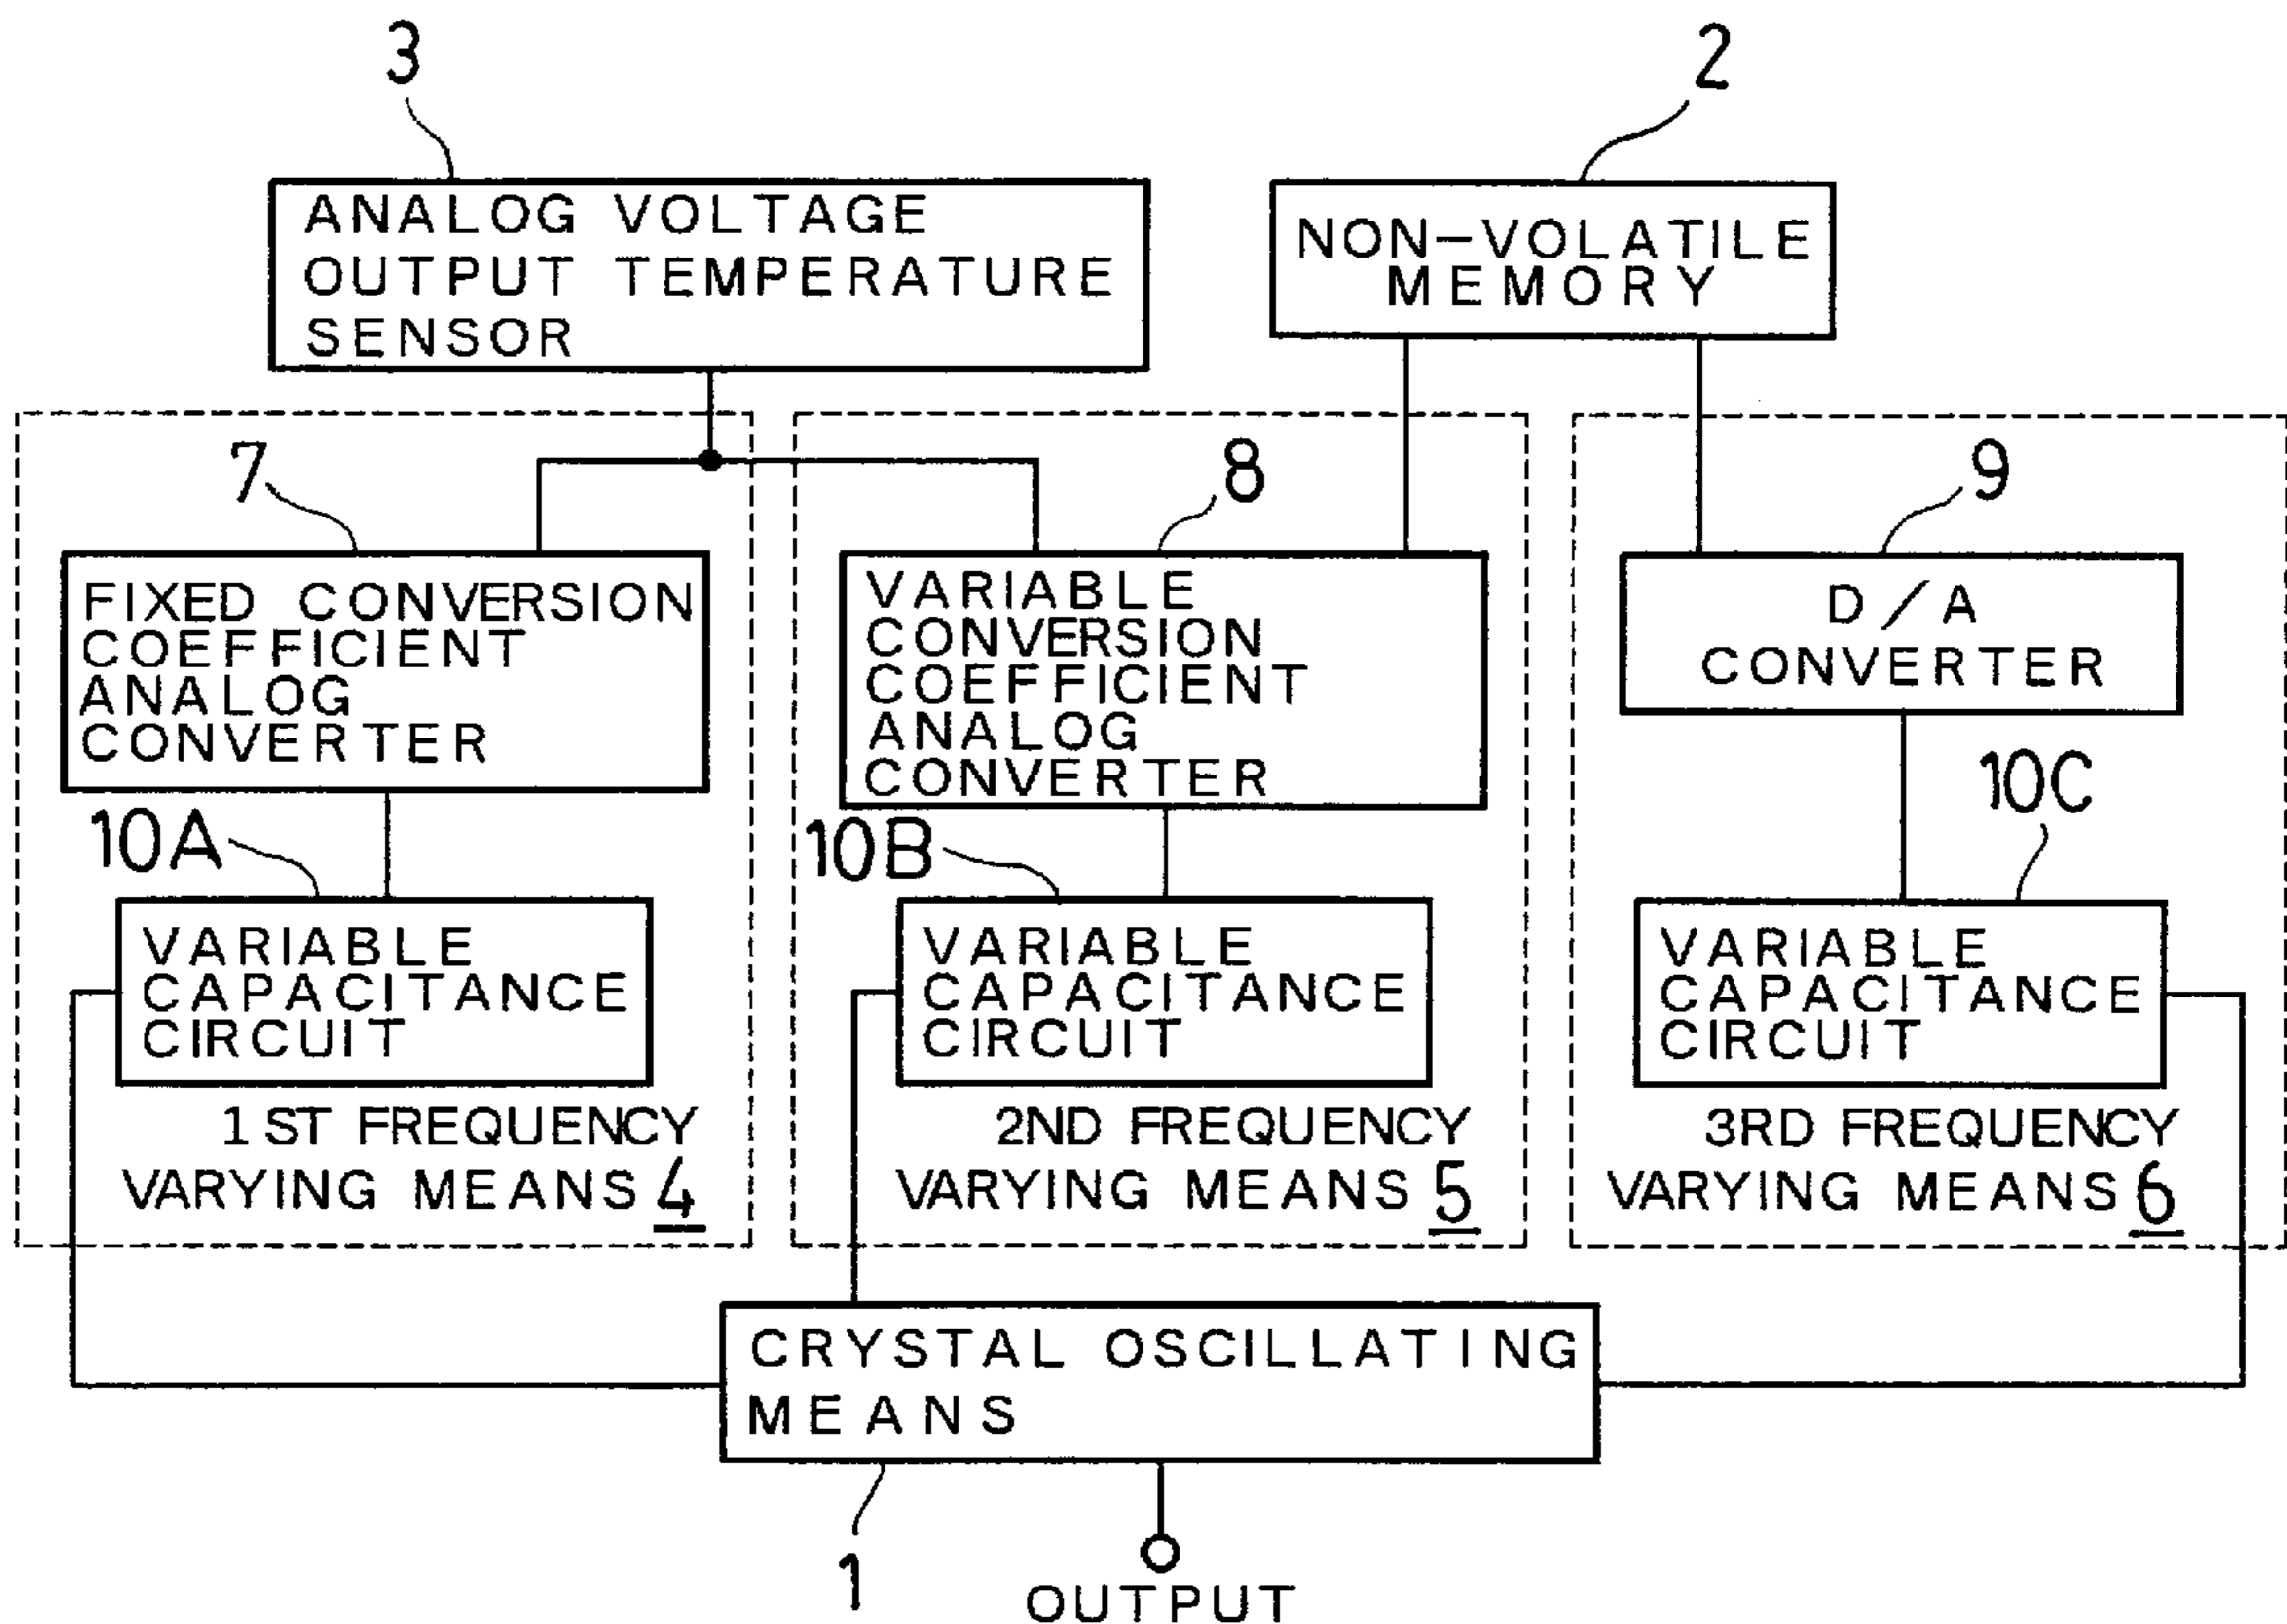 3
2
ANALOG VOLTAGE
OUTPUT TEMPERATURE
SENSOR
NON-VOLATILE
MEMORY
7
8
9
FIXED CONVERSION
COEFFICIENT
ANALOG
CONVERTER
VARIABLE
CONVERSION
COEFFICIENT
ANALOG
CONVERTER
D/A
CONVERTER
10A
10B
10C
VARIABLE
CAPACITANCE
CIRCUIT
VARIABLE
CAPACITANCE
CIRCUIT
VARIABLE
CAPACITANCE
CIRCUIT
1ST FREQUENCY
VARYING MEANS 4
2ND FREQUENCY
VARYING MEANS 5
3RD FREQUENCY
VARYING MEANS 6
CRYSTAL OSCILLATING
MEANS
1
OUTPUT